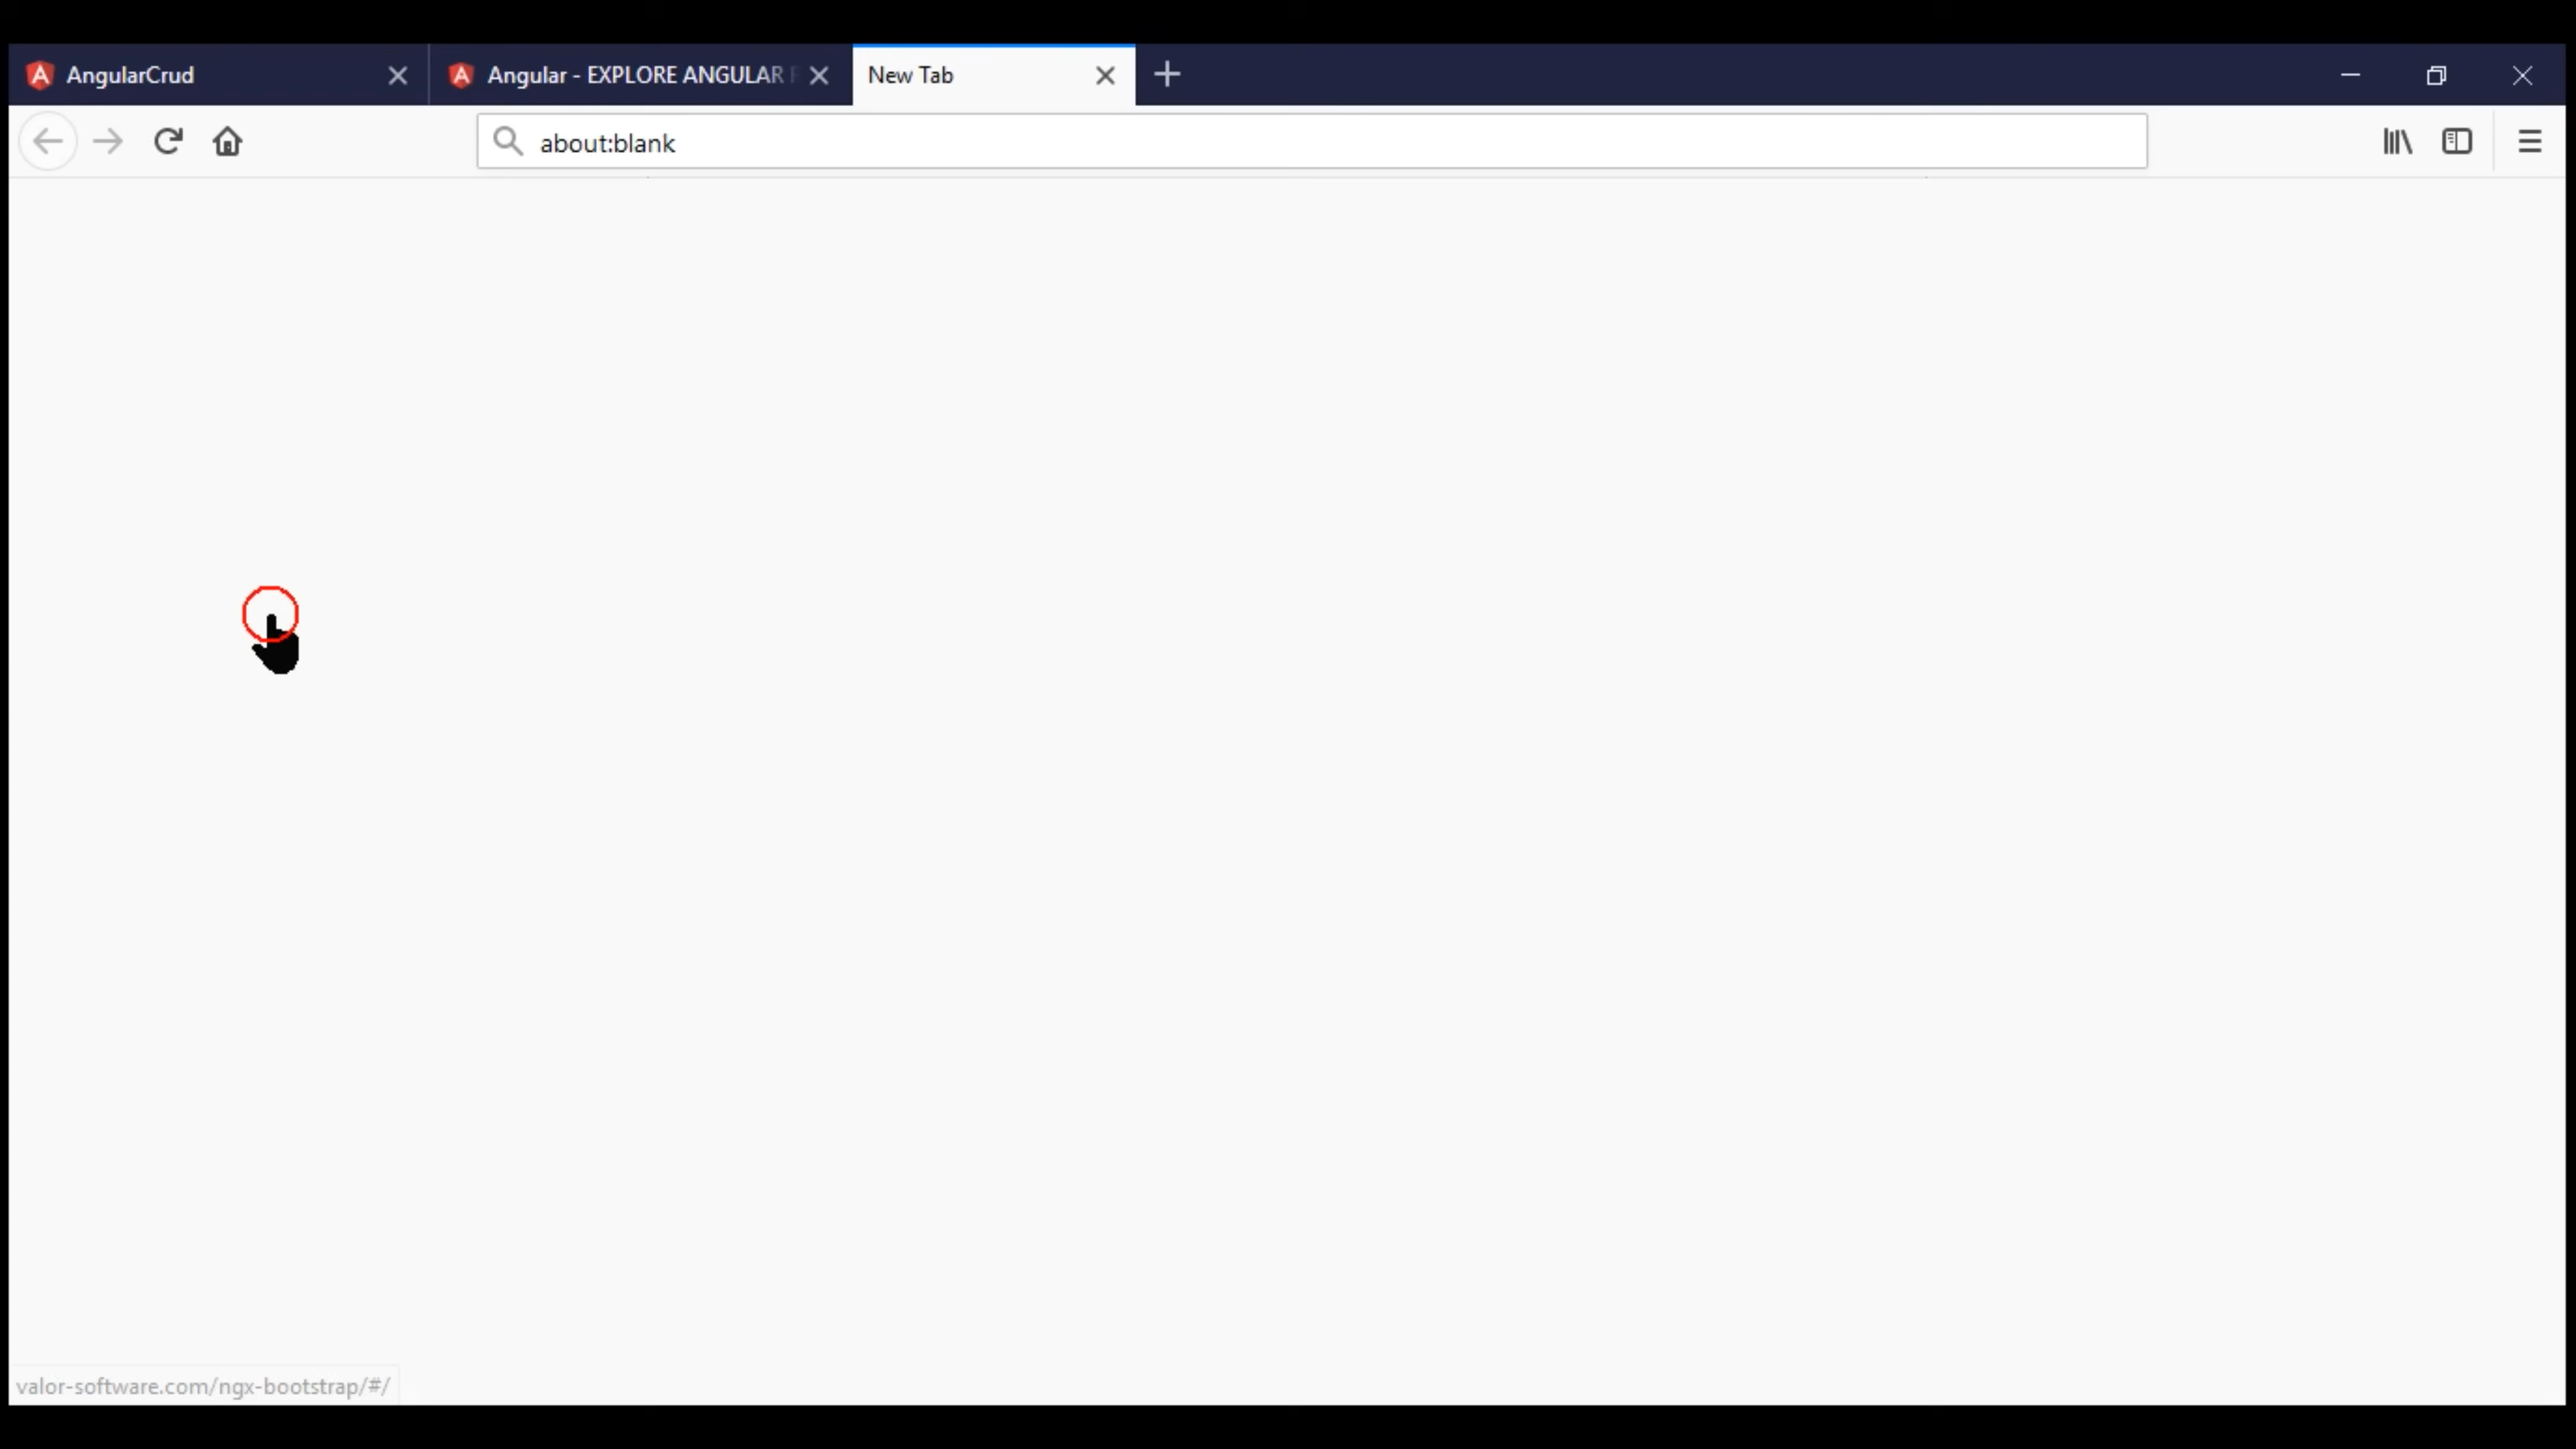 AngularCrud
Angular - EXPLORE ANGULAR
New Tab
about:blank
valor-software.com/ngx-bootstrap/#/